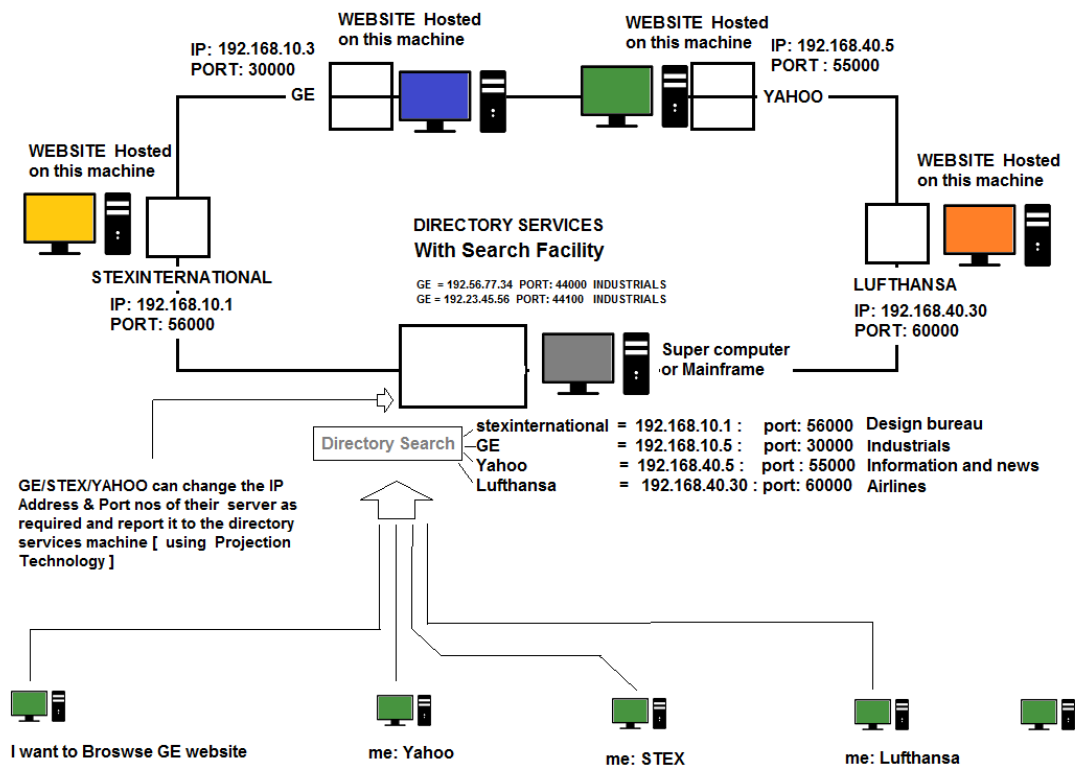 WEBSITE Hosted
on this machine
IP: 192.168.10.3
PORT: 30000
GE
WEBSITE Hosted
on this machine
IP: 192.168.40.5
PORT : 55000
YAHOO
WEBSITE Hosted
on this machine
WEBSITE Hosted
on this machine
STEXINTERNATIONAL
IP: 192.168.10.1
PORT: 56000
DIRECTORY SERVICES
With Search Facility
GE = 192.56.77.34 PORT: 44000 INDUSTRIALS
GE = 192.23.45.56 PORT: 44100 INDUSTRIALS
LUFTHANSA
IP: 192.168.40.30
PORT: 60000
Super computer
or Mainframe
Directory Search
stexinternational = 192.168.10.1 : port: 56000 Design bureau
GE = 192.168.10.5 : port: 30000 Industrials
Yahoo = 192.168.40.5 : port : 55000 Information and news
Lufthansa = 192.168.40.30 : port: 60000 Airlines
GE/STEX/YAHOO can change the IP
Address & Port nos of their server as
required and report it to the directory
services machine [ using Projection
Technology ]
I want to Broswse GE website
me: Yahoo
me: STEX
me: Lufthansa